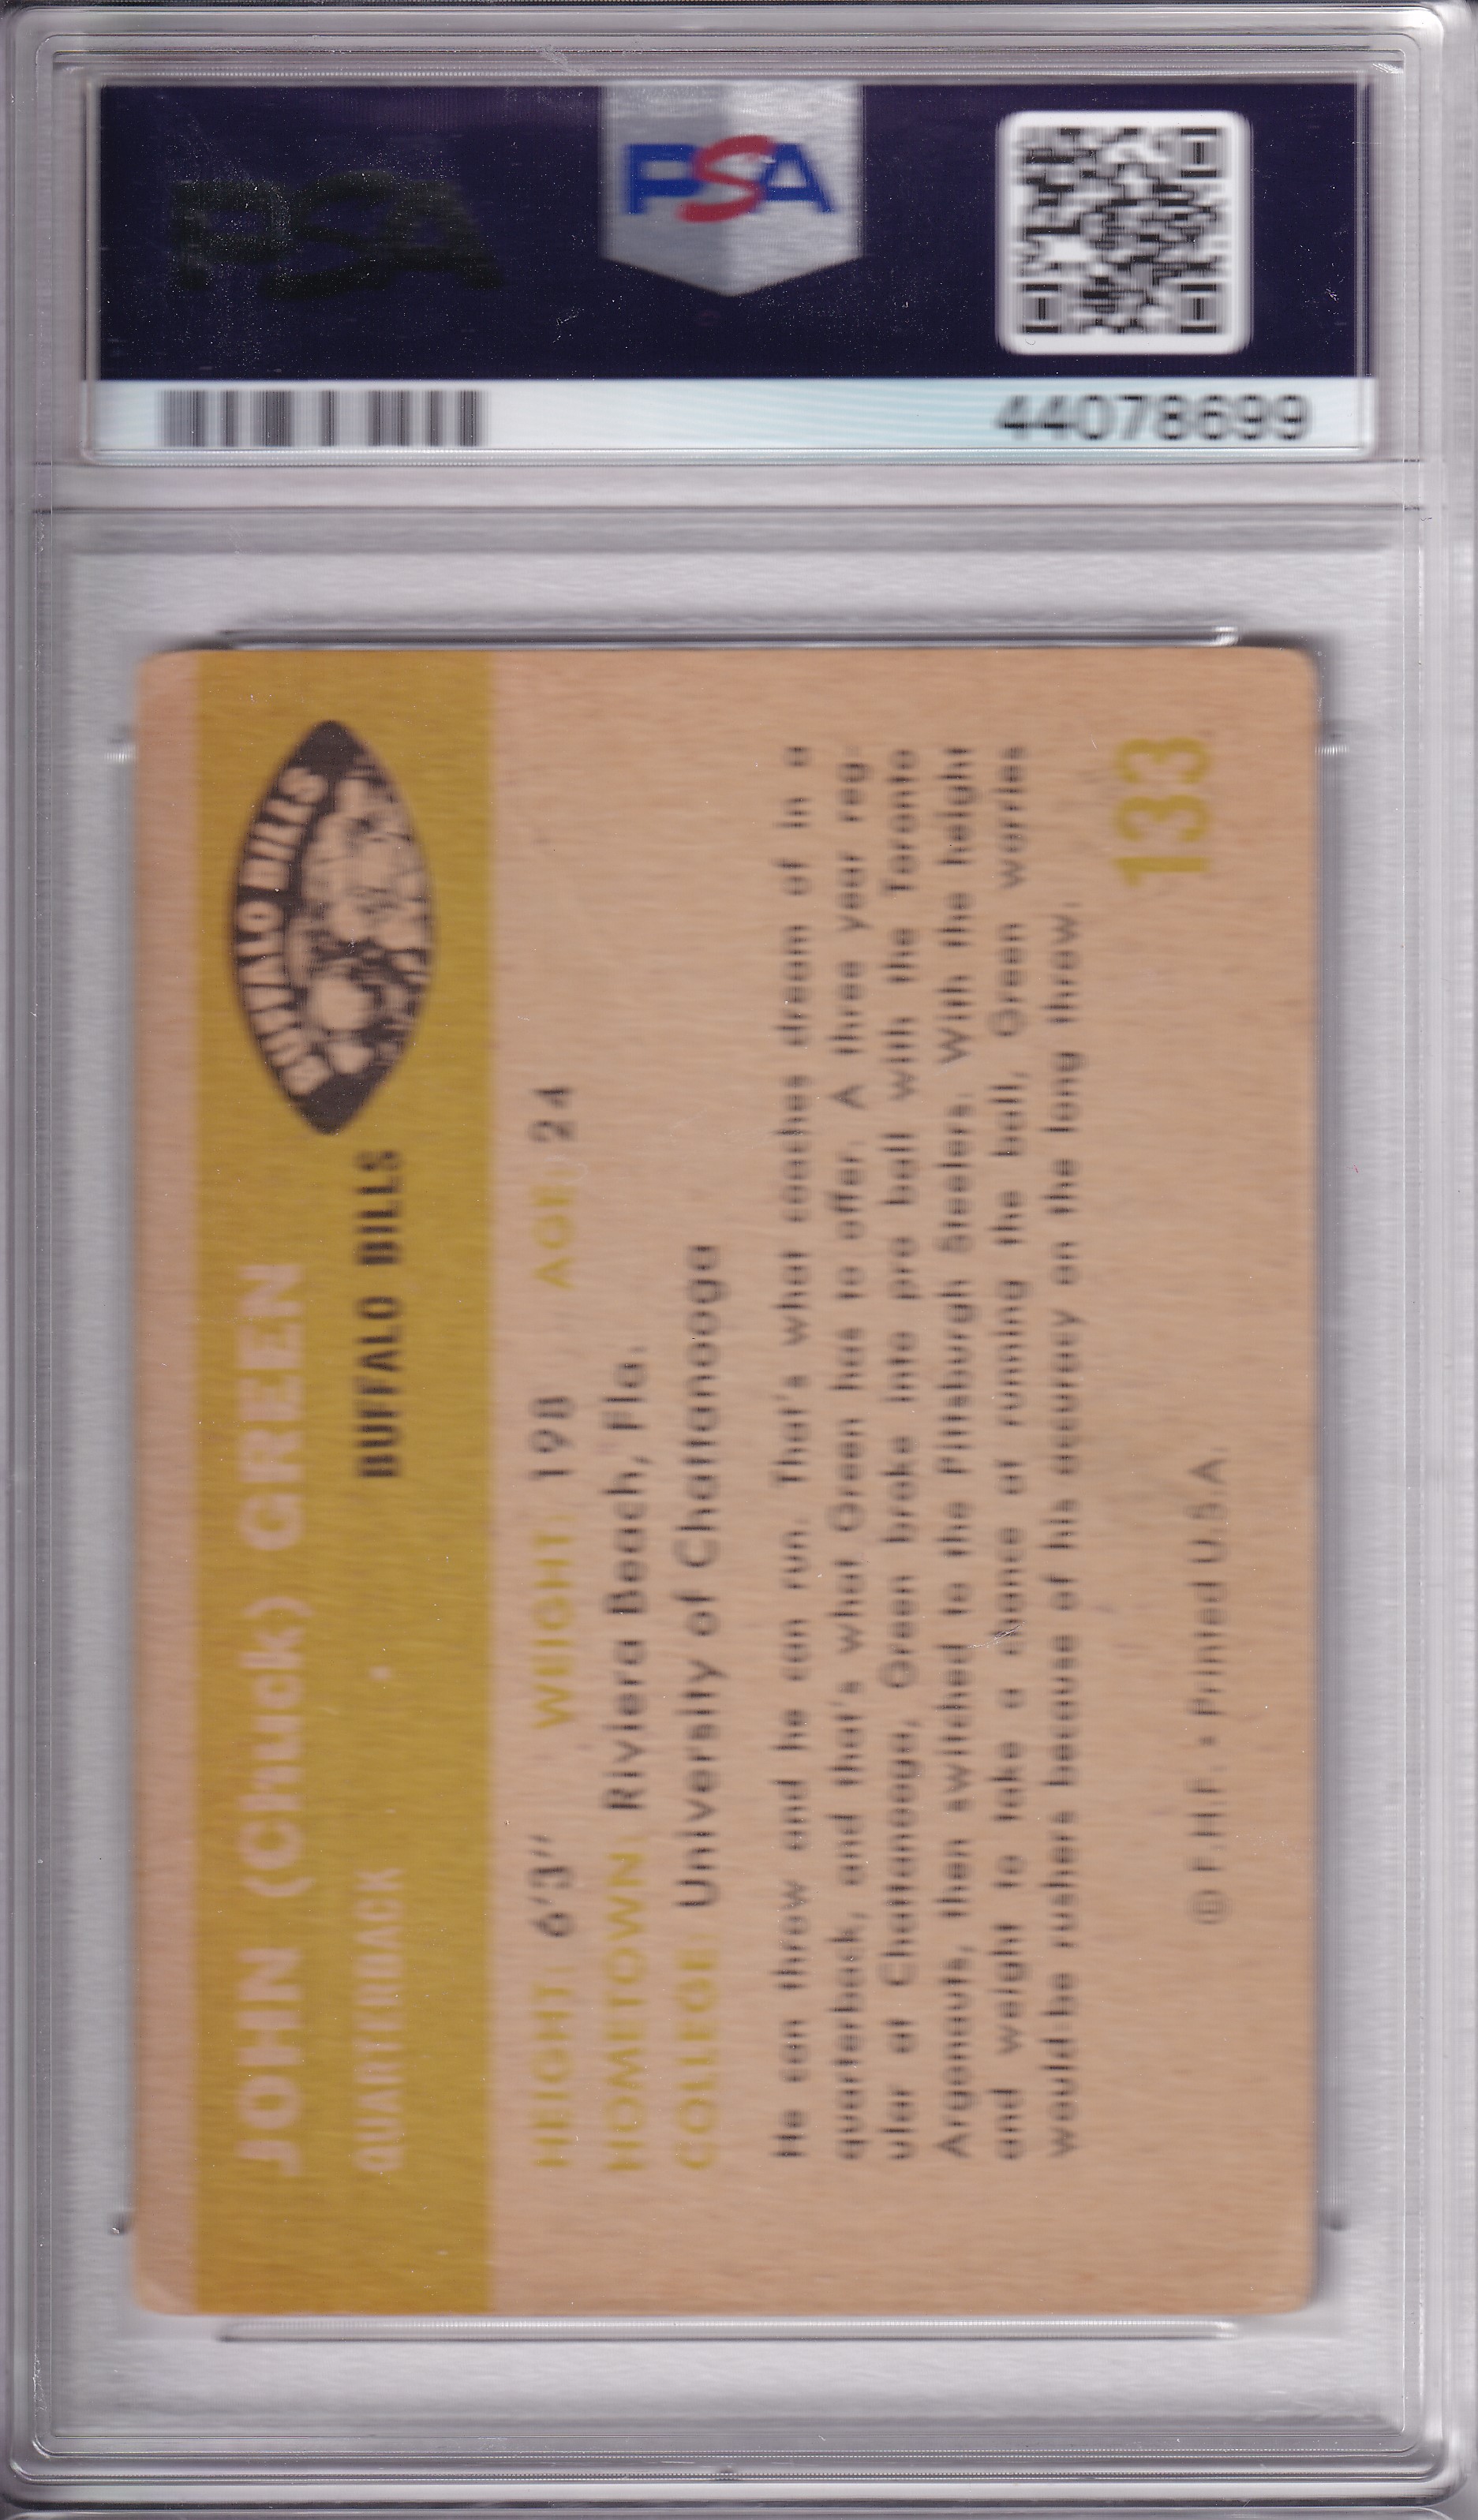 PSA
PSA
44078699
JOHN (Chuck) GREEN
QUARTERBACK
BUFFALO BILLS
BUFFALO BILLS
HEIGHT: 6'3" WEIGHT: 198 AGE: 24
HOMETOWN: Riviera Beach, Fla.
COLLEGE: University of Chattanooga
He can throw and he can run. That's what coaches dream of in a
quarterback, and that's what Green has to offer. A three year reg-
ular at Chattanooga, Green broke into pro ball with the Toronto
Argonauts, then switched to the Pittsburgh Steelers. With the height
and weight to take a chance at running the ball, Green worries
would-be rushers because of his accuracy on the long throw.
133
© F.H.F. • Printed U.S.A.